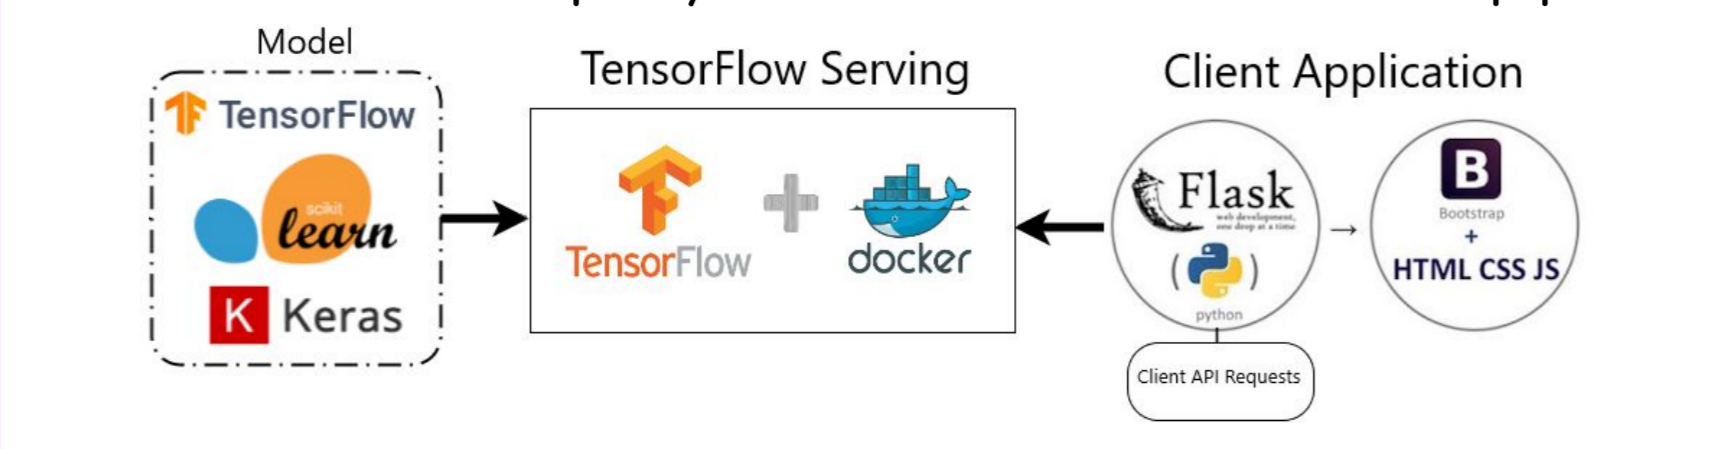 Model
TensorFlow
scikit
learn
K Keras
TensorFlow Serving
TensorFlow
docker
Client Application
Flask
web development,
one drop at a time
( )
python
Client API Requests
→
B
Bootstrap
+
HTML CSS JS